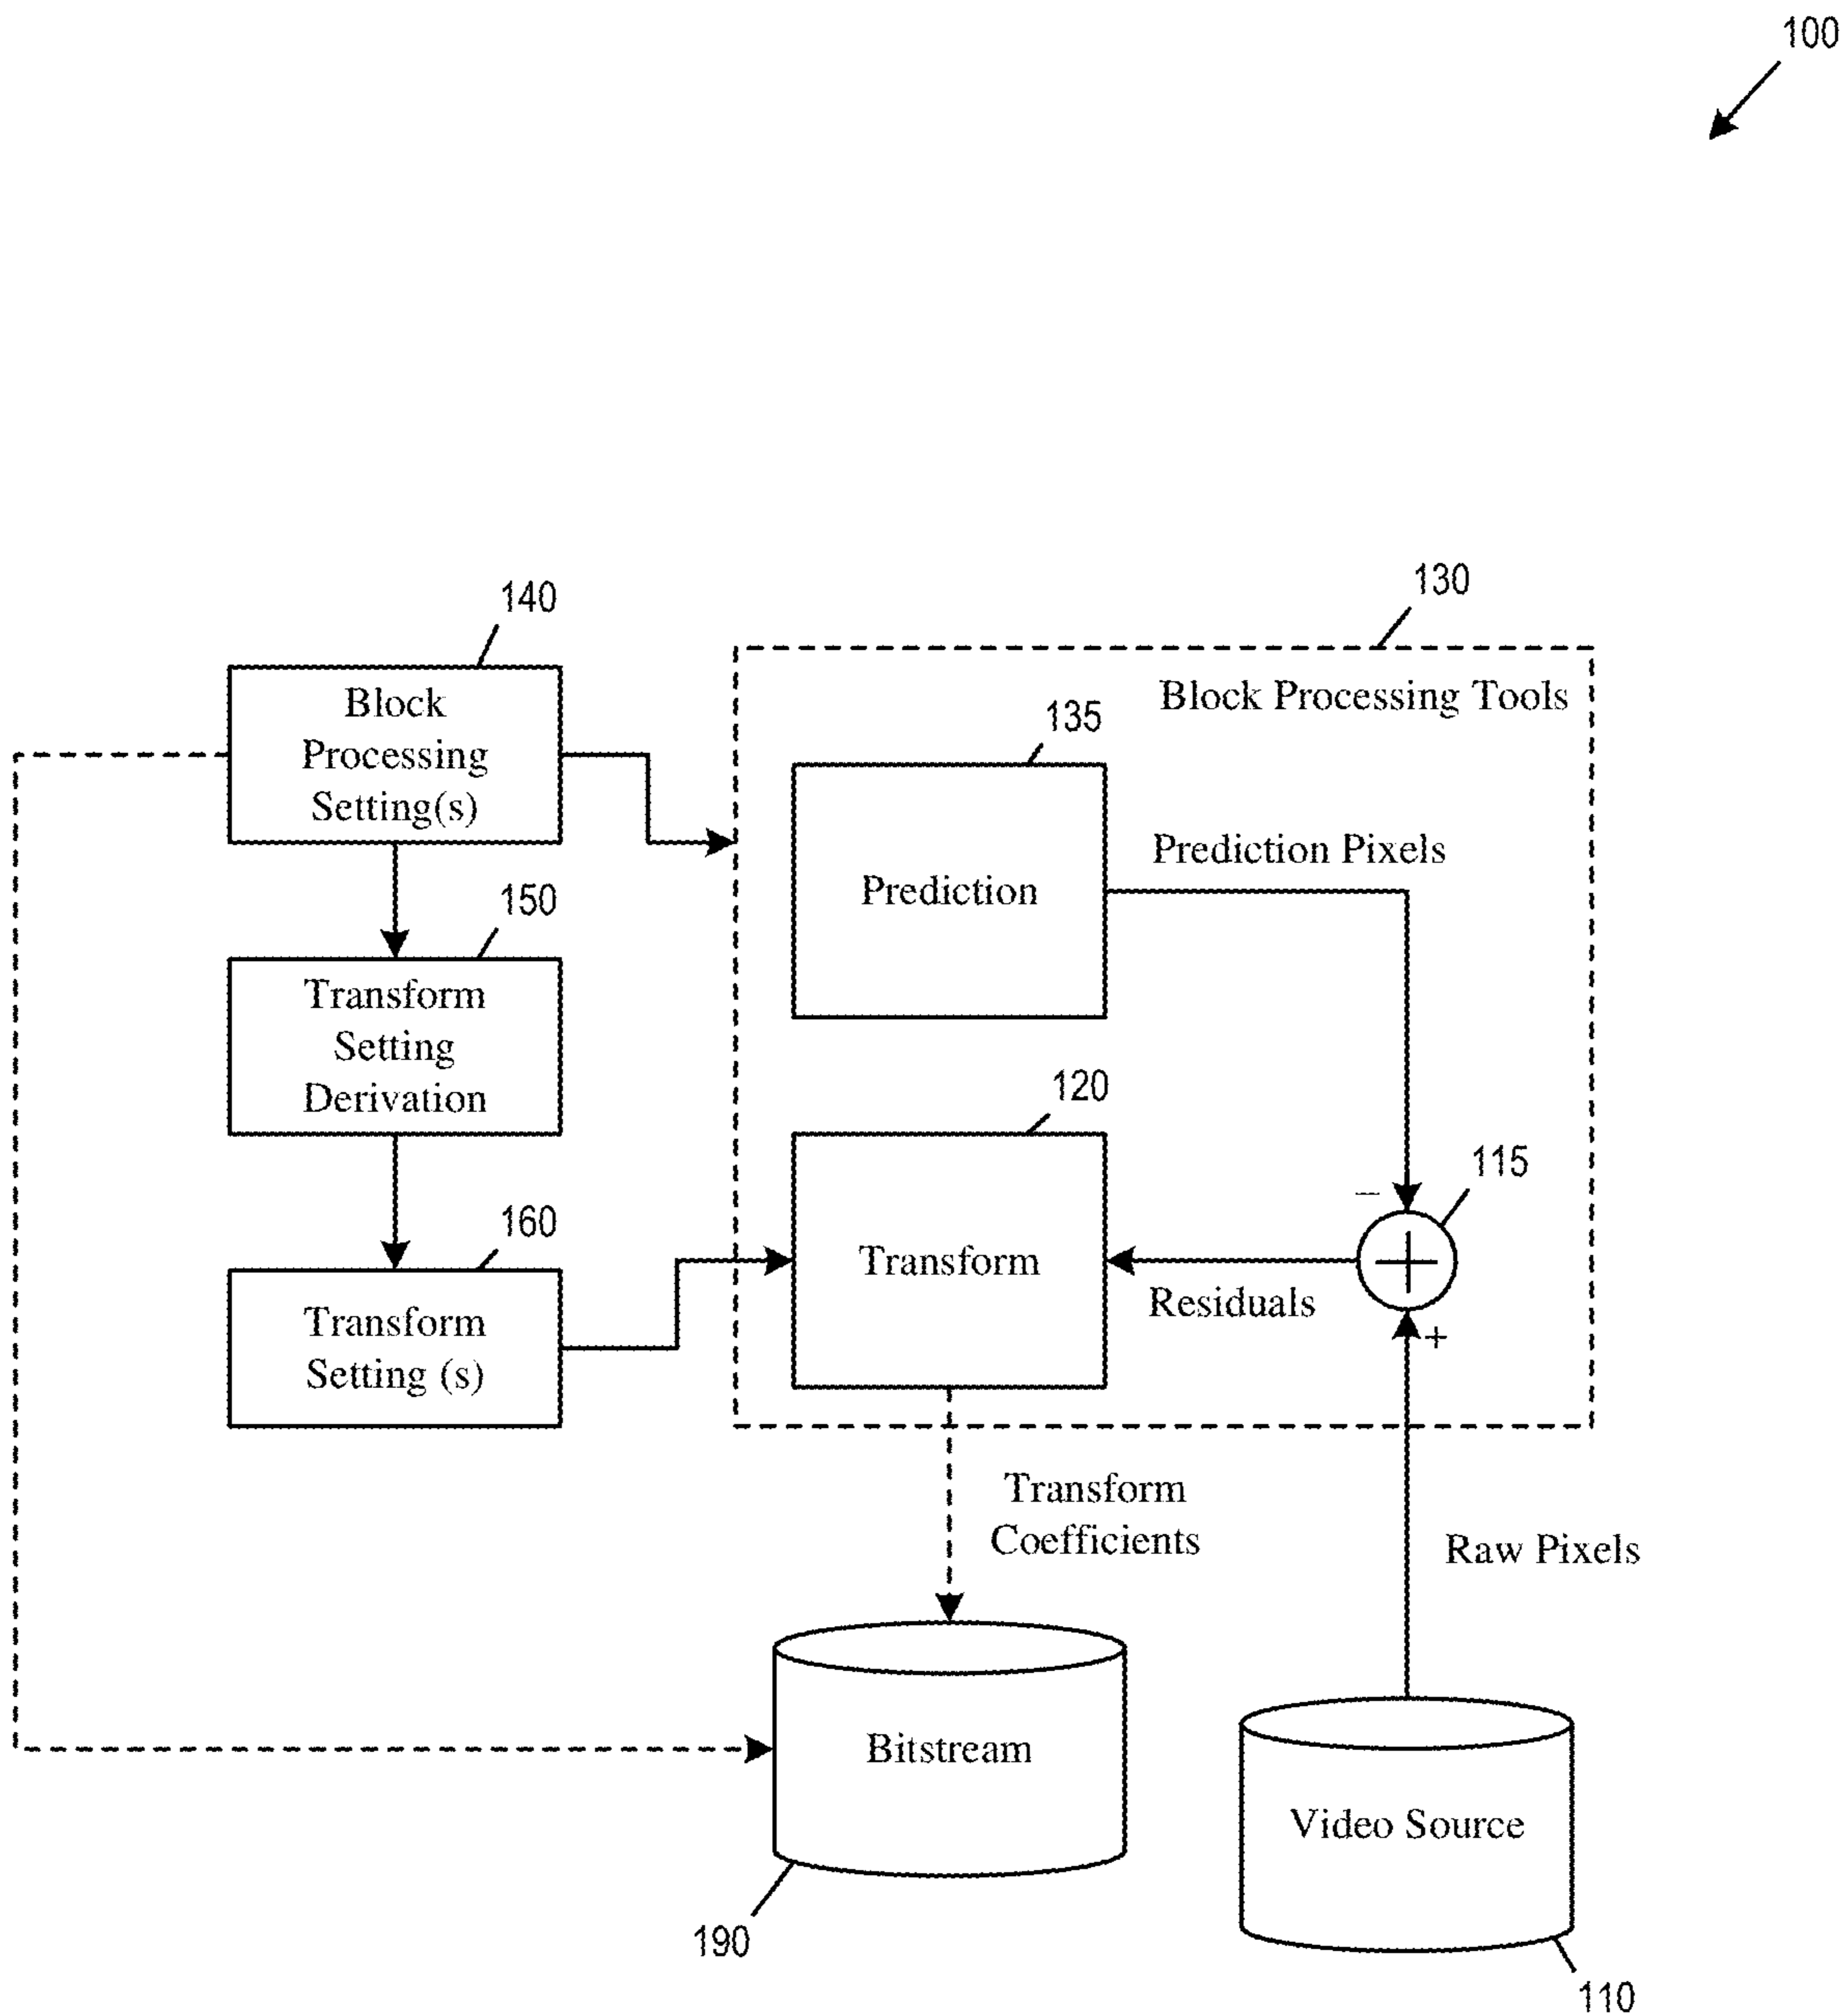 100
130
140
Block
Processing
Setting(s)
Block Processing Tools
135
Prediction
Prediction Pixels
150
Transform
Setting
Derivation
120
Transform
115
−
+
Residuals
160
Transform
Setting (s)
Transform
Coefficients
Raw Pixels
Bitstream
190
Video Source
110